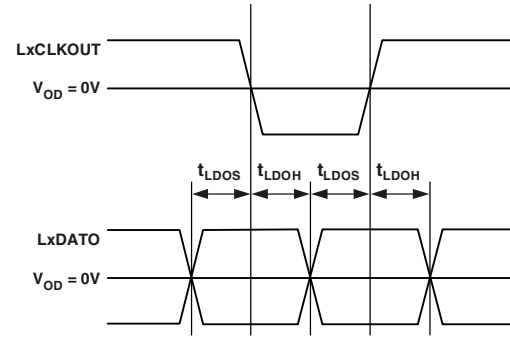 LxCLKOUT
V_OD = 0V
t_LDOS t_LDOH t_LDOS t_LDOH
LxDATO
V_OD = 0V